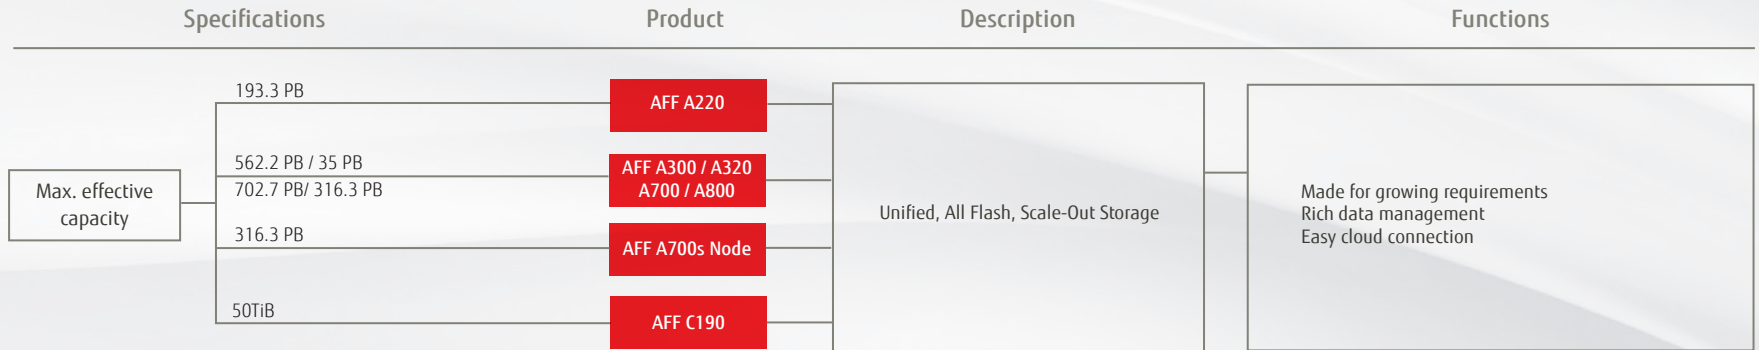 Specifications
Product
Description
Functions
Max. effective
capacity
193.3 PB
AFF A220
562.2 PB / 35 PB
702.7 PB/ 316.3 PB
AFF A300 / A320
A700 / A800
316.3 PB
AFF A700s Node
50TiB
AFF C190
Unified, All Flash, Scale-Out Storage
Made for growing requirements
Rich data management
Easy cloud connection